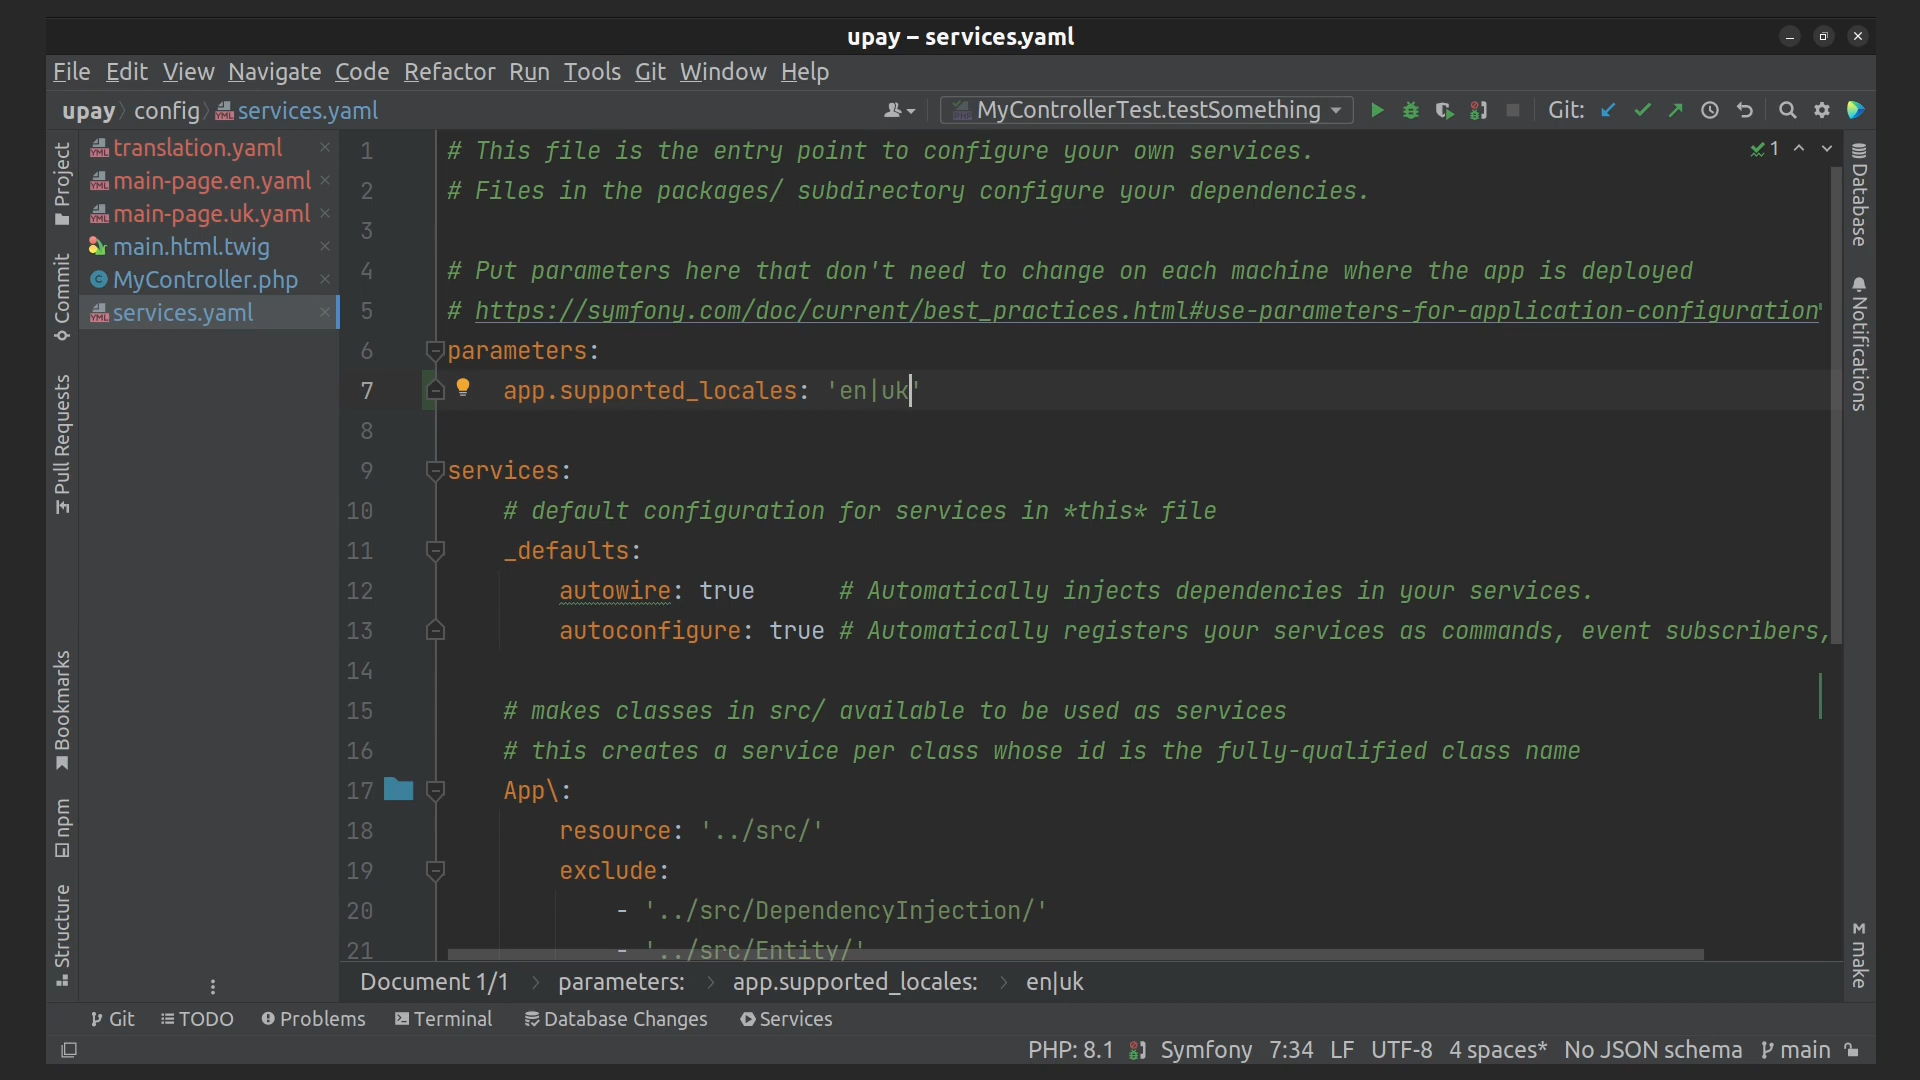 upay – services.yaml
File Edit View Navigate Code Refactor Run Tools Git Window Help
upay config services.yaml
MyControllerTest.testSomething
Git:
Project
Commit
Pull Requests
Bookmarks
npm
Structure
translation.yaml
main-page.en.yaml
main-page.uk.yaml
main.html.twig
MyController.php
services.yaml
1 # This file is the entry point to configure your own services.
2 # Files in the packages/ subdirectory configure your dependencies.
3
4 # Put parameters here that don't need to change on each machine where the app is deployed
5 # https://symfony.com/doc/current/best_practices.html#use-parameters-for-application-configuration
6 parameters:
7 app.supported_locales: 'en|uk'
8
9 services:
10 # default configuration for services in *this* file
11 _defaults:
12 autowire: true # Automatically injects dependencies in your services.
13 autoconfigure: true # Automatically registers your services as commands, event subscribers,
14
15 # makes classes in src/ available to be used as services
16 # this creates a service per class whose id is the fully-qualified class name
17 App\:
18 resource: '../src/'
19 exclude:
20 - '../src/DependencyInjection/'
21 - '../src/Entity/'
1
Database
Notifications
make
Document 1/1 parameters: app.supported_locales: en|uk
Git TODO Problems Terminal Database Changes Services
PHP: 8.1 Symfony 7:34 LF UTF-8 4 spaces* No JSON schema main